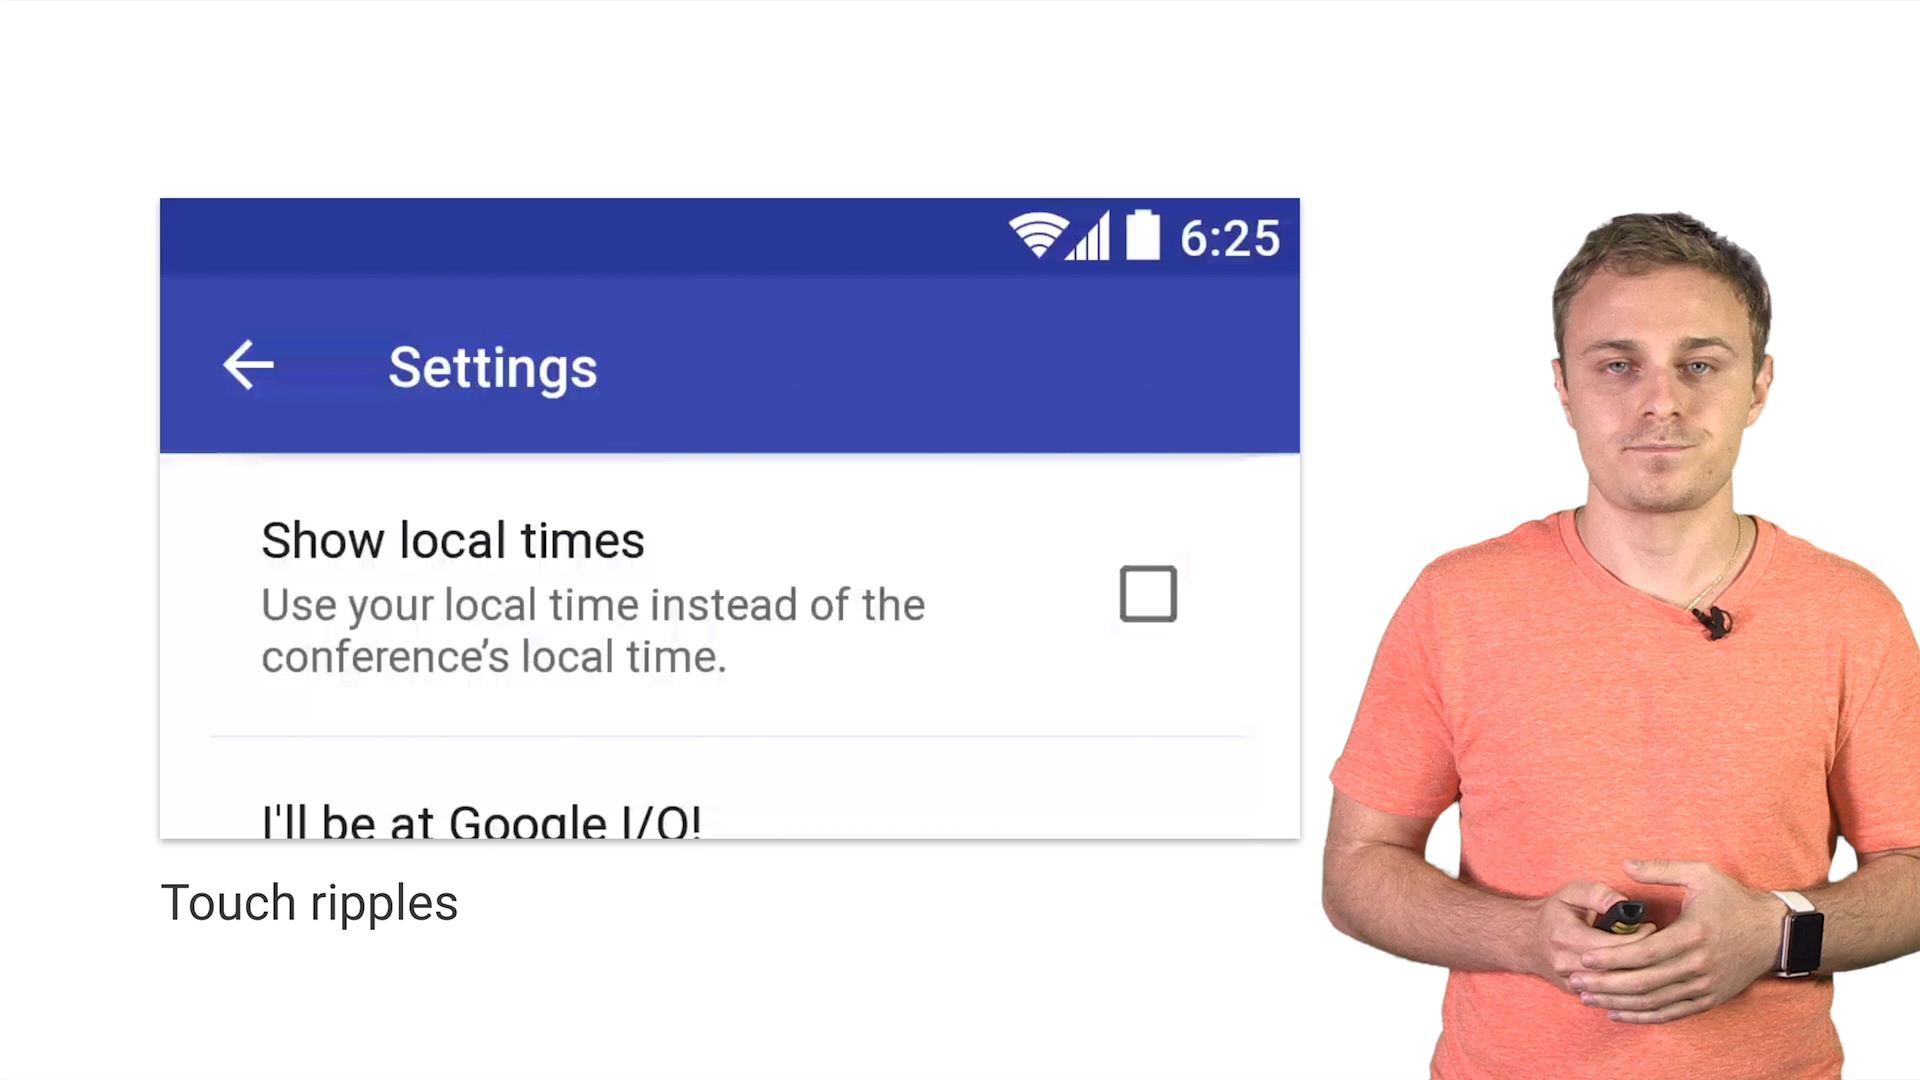 6:25
Settings
Show local times
Use your local time instead of the
conference’s local time.
I'll be at Google I/O!
Touch ripples